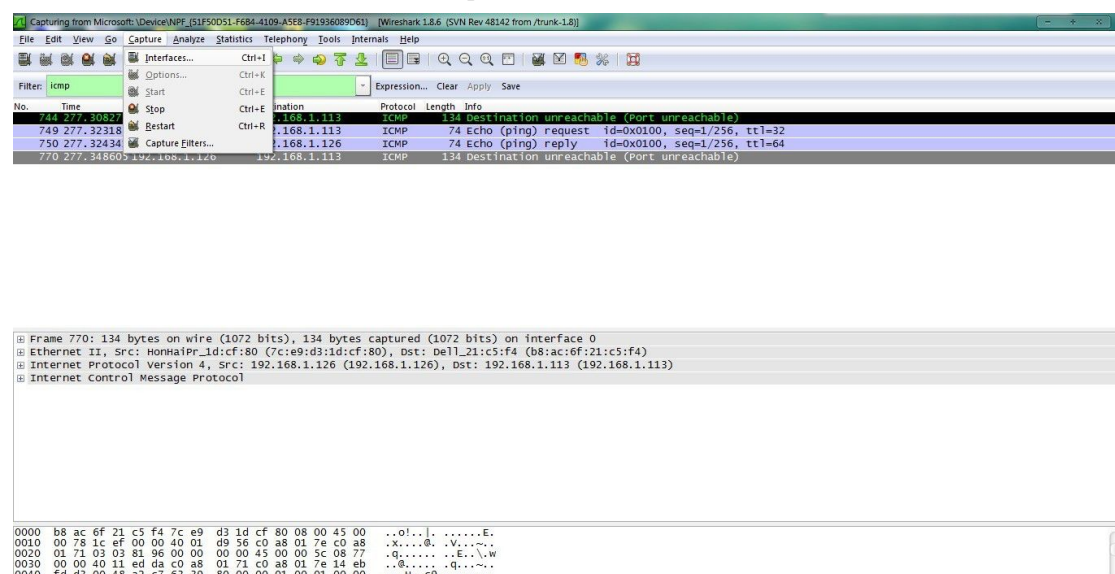 Capturing from Microsoft: \Device\NPF_{51F50D51-F6B4-4109-A5E8-F91936089D61} [Wireshark 1.8.6 (SVN Rev 48142 from /trunk-1.8)]
File Edit View Go Capture Analyze Statistics Telephony Tools Internals Help
Interfaces... Ctrl+I
Options... Ctrl+K
Filter: icmp Expression... Clear Apply Save
Start Ctrl+E
No. Time ination Protocol Length Info
Stop Ctrl+E
744 277.30827 2.168.1.113 ICMP 134 Destination unreachable (Port unreachable)
Restart Ctrl+R
749 277.32318 2.168.1.113 ICMP 74 Echo (ping) request id=0x0100, seq=1/256, ttl=32
Capture Filters...
750 277.32434 2.168.1.126 ICMP 74 Echo (ping) reply id=0x0100, seq=1/256, ttl=64
770 277.348605 192.168.1.126 192.168.1.113 ICMP 134 Destination unreachable (Port unreachable)
Frame 770: 134 bytes on wire (1072 bits), 134 bytes captured (1072 bits) on interface 0
Ethernet II, Src: HonHaiPr_1d:cf:80 (7c:e9:d3:1d:cf:80), Dst: Dell_21:c5:f4 (b8:ac:6f:21:c5:f4)
Internet Protocol Version 4, Src: 192.168.1.126 (192.168.1.126), Dst: 192.168.1.113 (192.168.1.113)
Internet Control Message Protocol
0000 b8 ac 6f 21 c5 f4 7c e9 d3 1d cf 80 08 00 45 00 ..o!..|. ......E.
0010 00 78 1c ef 00 00 40 01 d9 56 c0 a8 01 7e c0 a8 .x....@. .V...~..
0020 01 71 03 03 81 96 00 00 00 00 45 00 00 5c 08 77 .q...... ..E..\.w
0030 00 00 40 11 ed da c0 a8 01 71 c0 a8 01 7e 14 eb ..@..... .q...~..